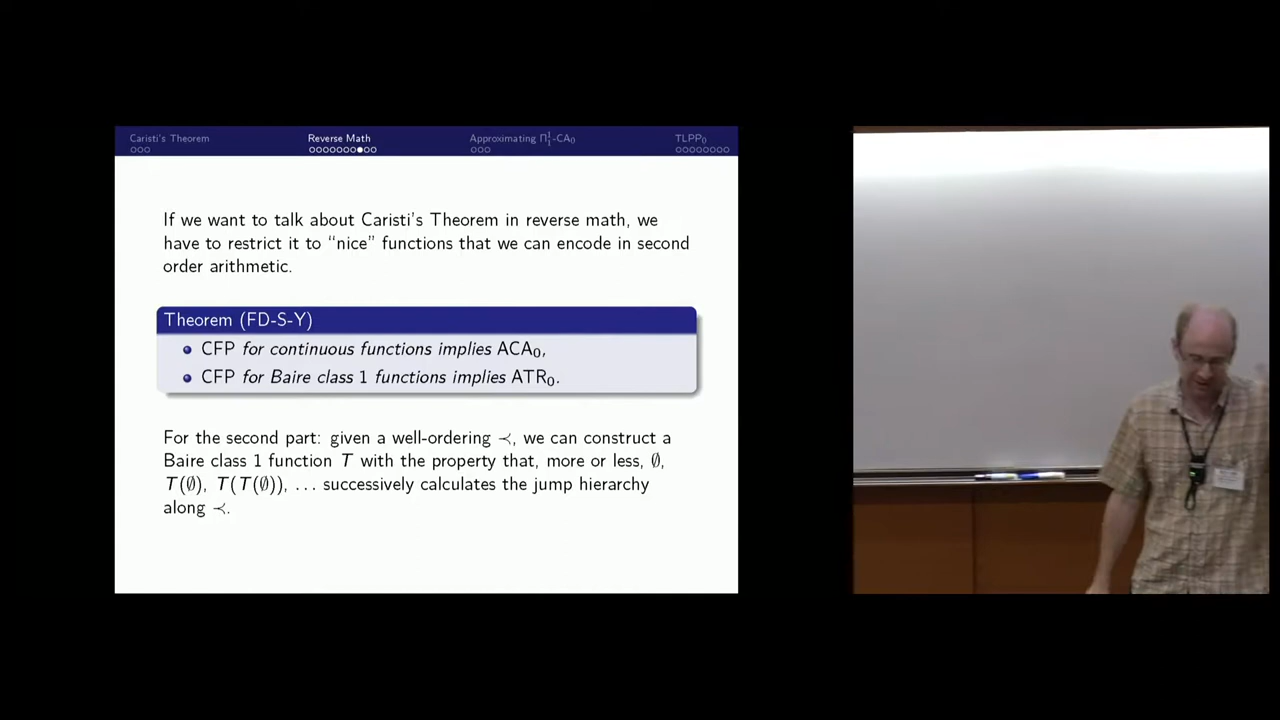 Caristi's Theorem
Reverse Math
Approximating Π¹₁-CA₀
TLPP₀
If we want to talk about Caristi's Theorem in reverse math, we
have to restrict it to “nice” functions that we can encode in second
order arithmetic.
Theorem (FD-S-Y)
CFP for continuous functions implies ACA₀,
CFP for Baire class 1 functions implies ATR₀.
For the second part: given a well-ordering ≺, we can construct a
Baire class 1 function T with the property that, more or less, ∅,
T(∅), T(T(∅)), ... successively calculates the jump hierarchy
along ≺.